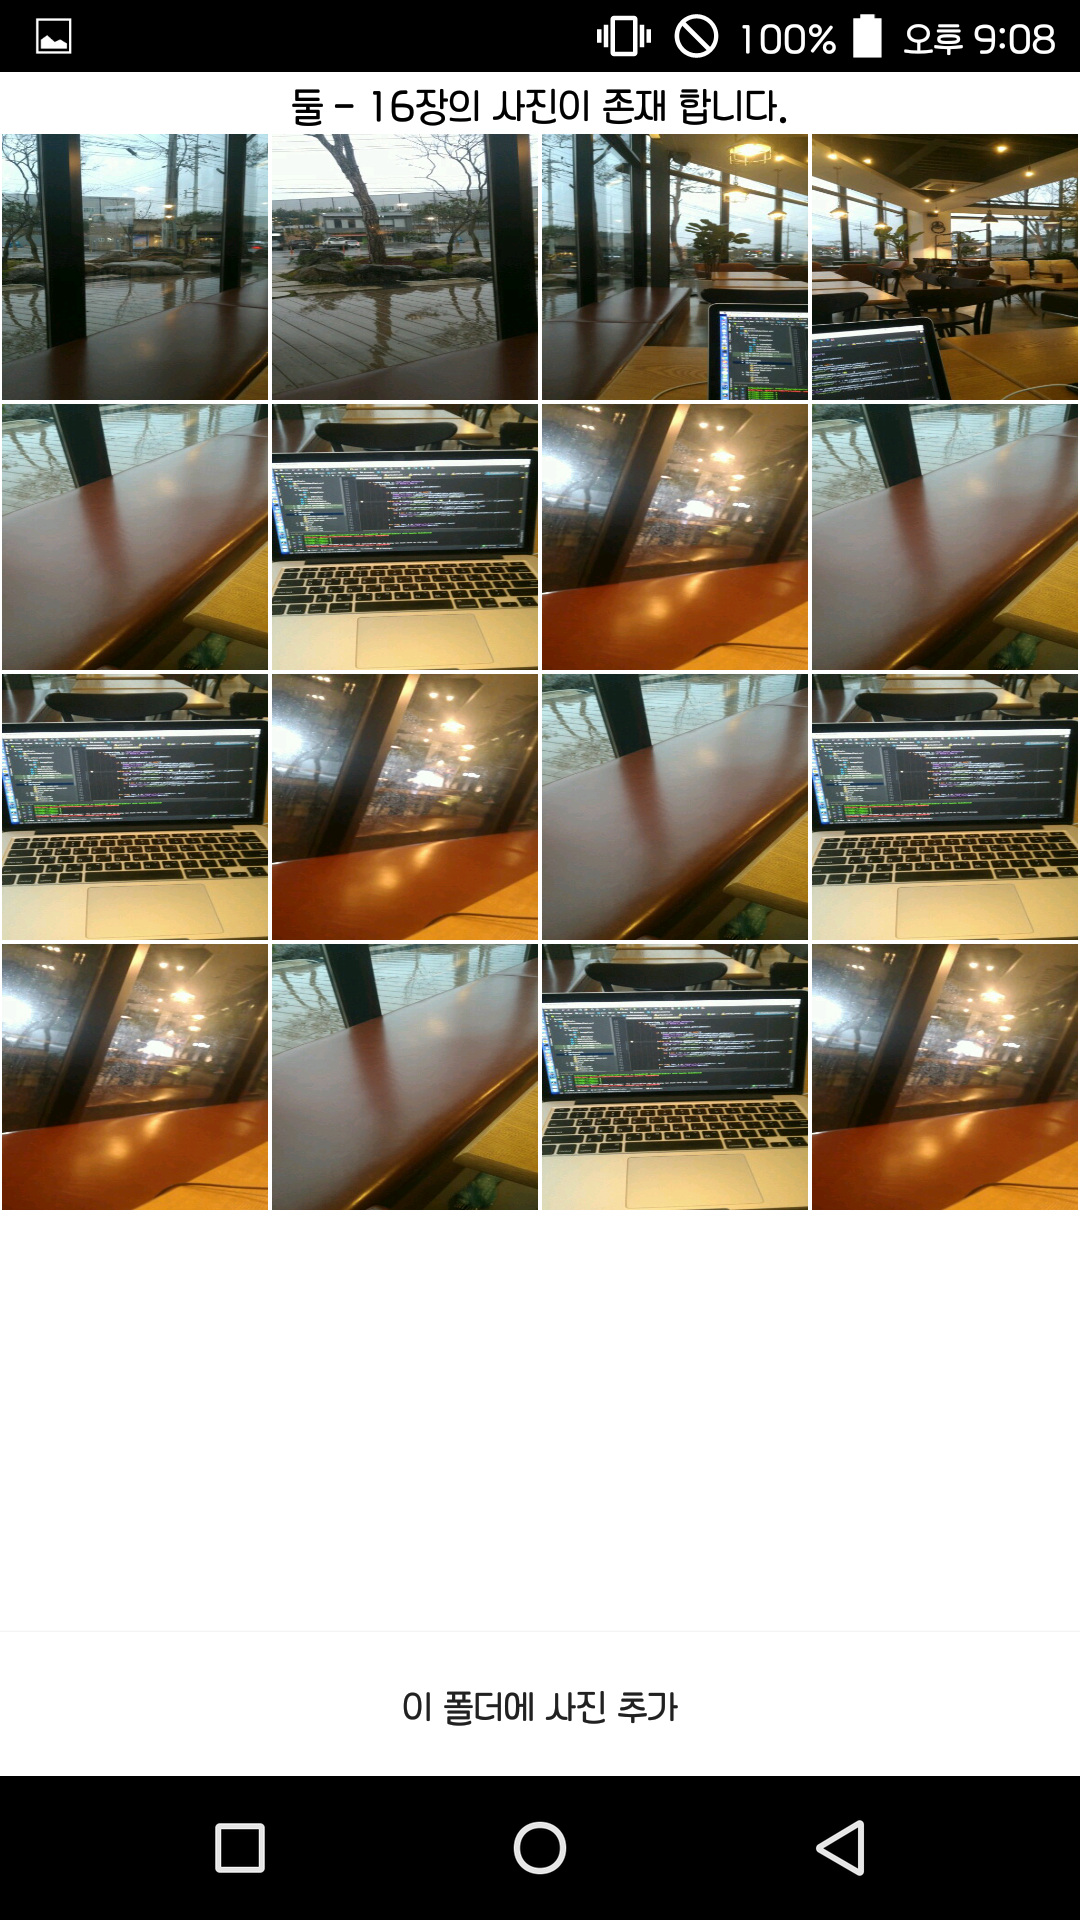 100% 오후 9:08
둘 - 16장의 사진이 존재 합니다.
이 폴더에 사진 추가